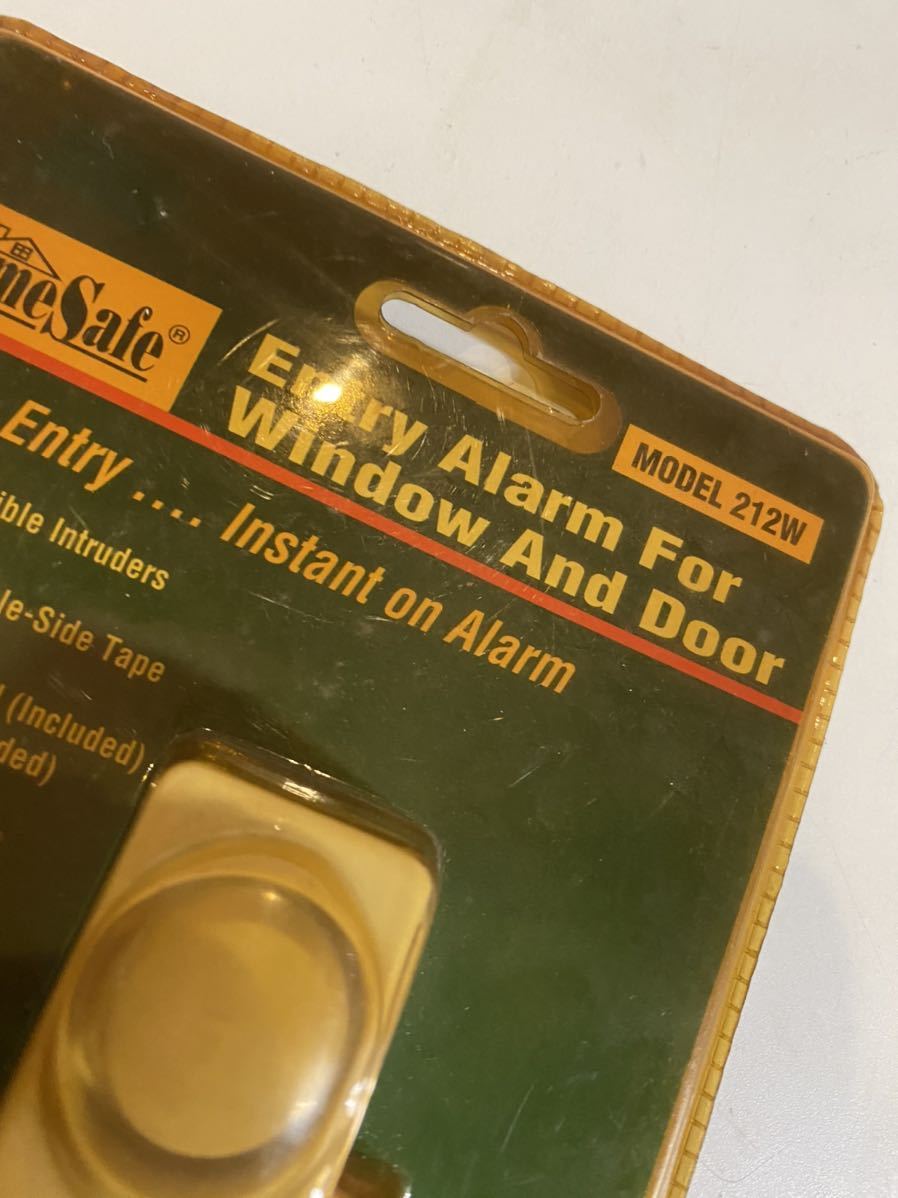 meSafe®
Entry Alarm For
Window And Door
MODEL 212W
Entry .... Instant on Alarm
ible Intruders
le-Side Tape
(Included)
ded)